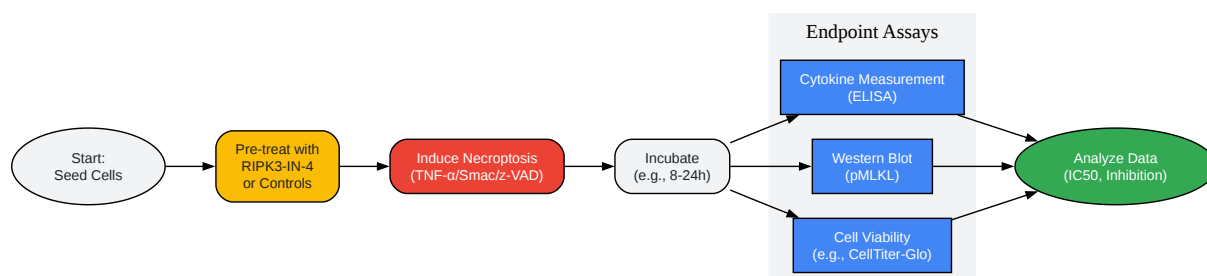 Start:
Seed Cells
Pre-treat with
RIPK3-IN-4
or Controls
Induce Necroptosis
(TNF-α/Smac/z-VAD)
Incubate
(e.g., 8-24h)
Endpoint Assays
Cytokine Measurement
(ELISA)
Western Blot
(pMLKL)
Cell Viability
(e.g., CellTiter-Glo)
Analyze Data
(IC50, Inhibition)